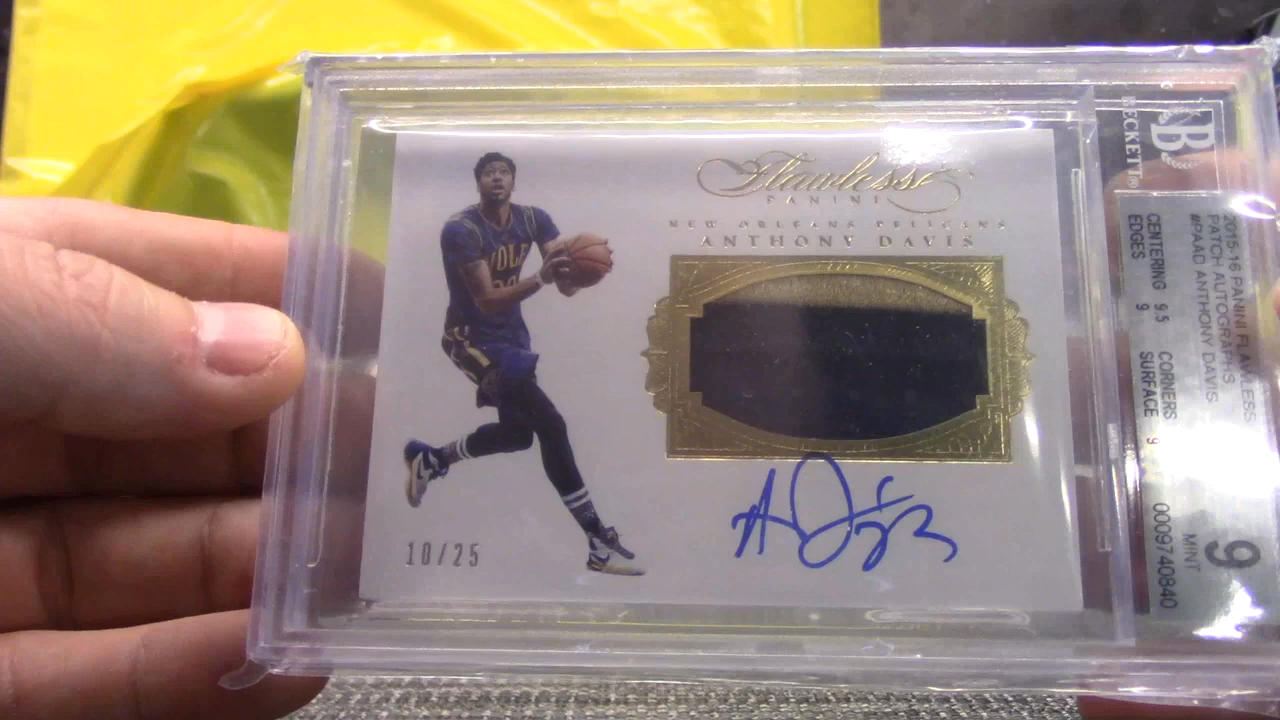 Flawless
PANINI
NEW ORLEANS PELICANS
ANTHONY DAVIS
NOLA
10/25
BECKETT®
B
2015-16 PANINI FLAWLESS
PATCH AUTOGRAPHS
#PAAD ANTHONY DAVIS
CENTERING 9.5 CORNERS 9
EDGES 9 SURFACE
9
MINT
0009740840